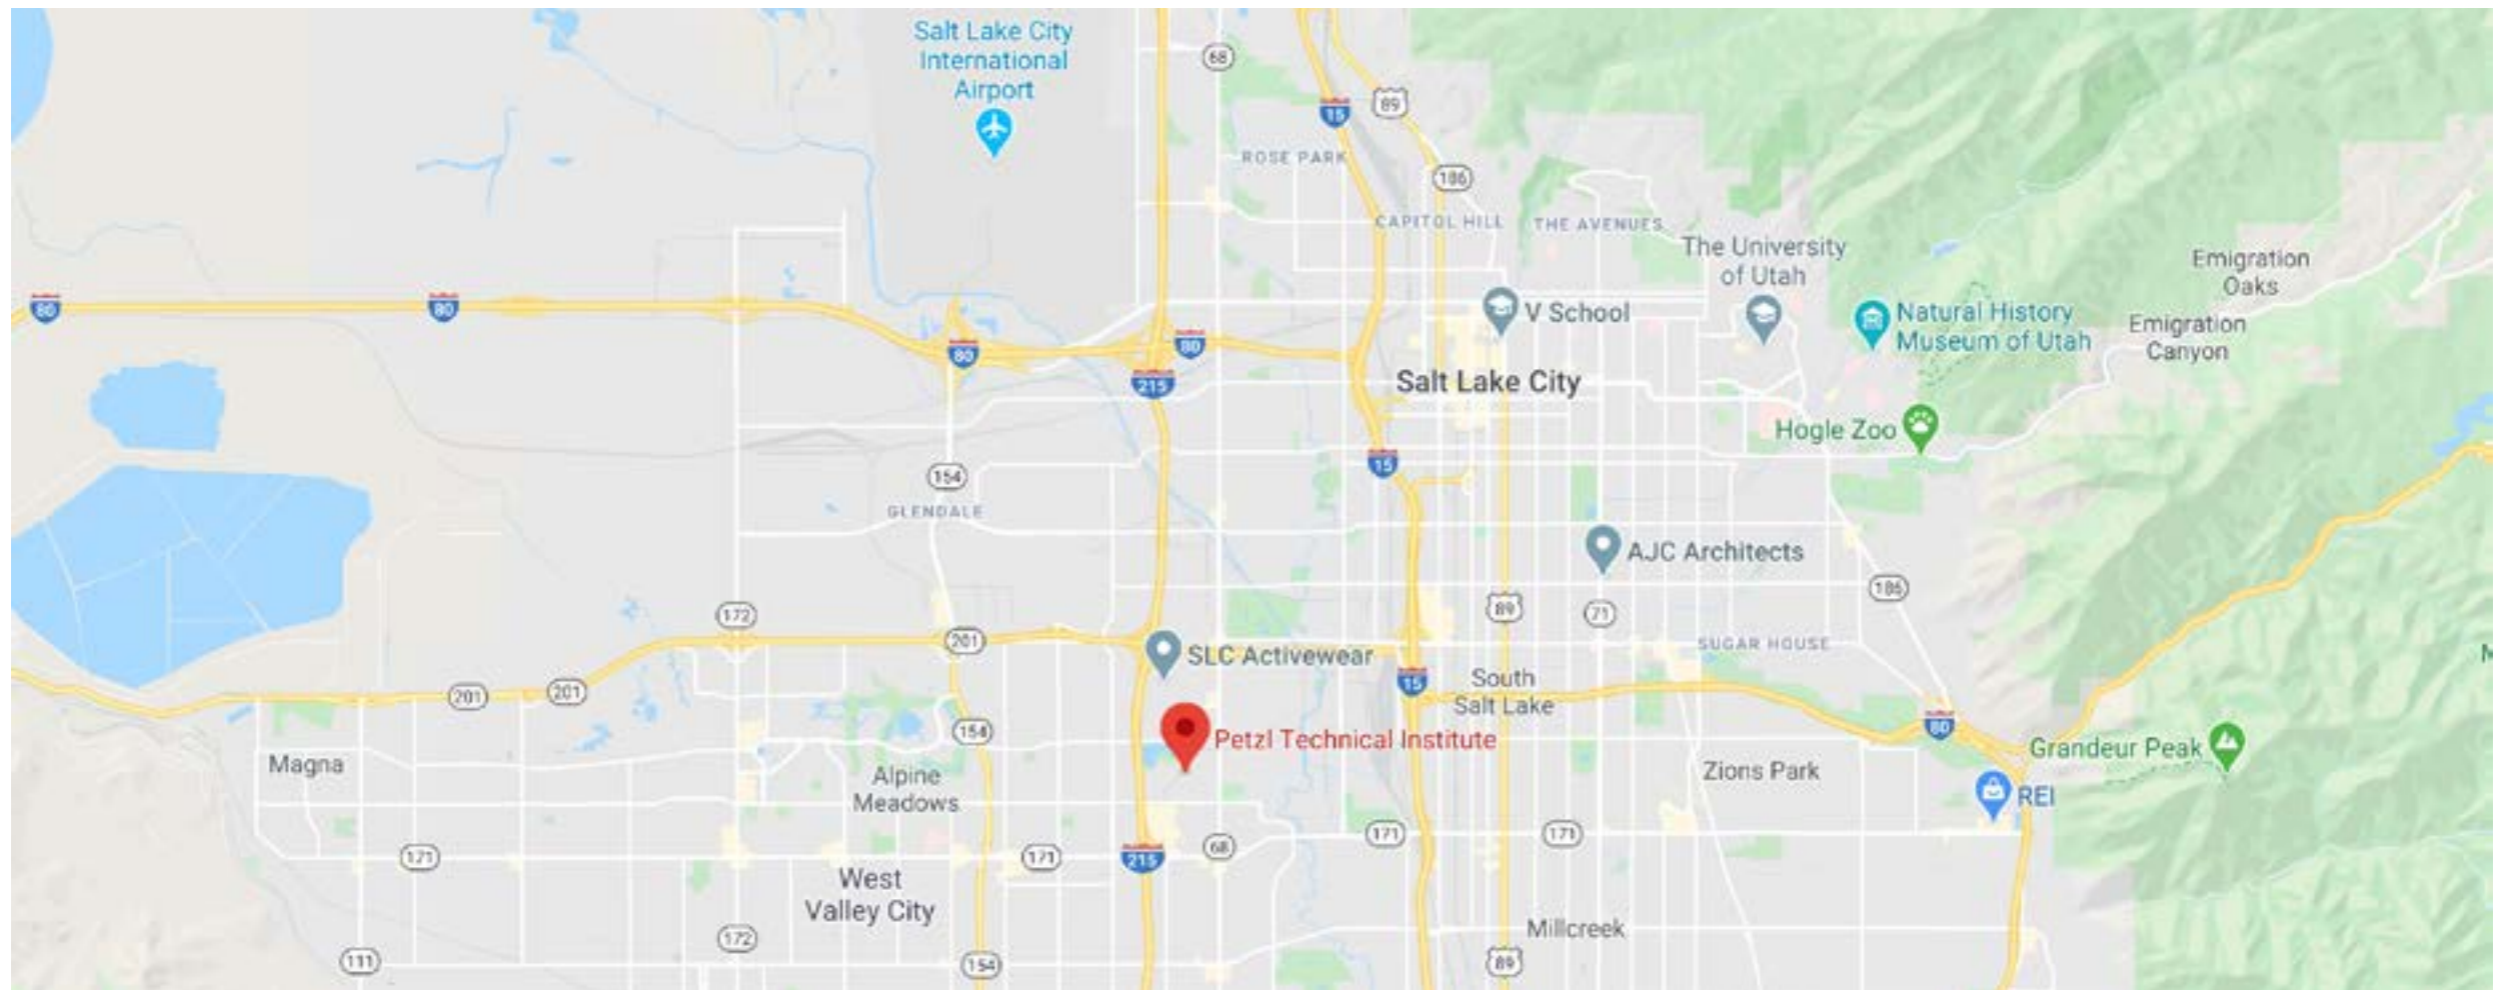 Salt Lake City
International
Airport
68
15
89
ROSE PARK
186
CAPITOL HILL
THE AVENUES
The University
of Utah
Emigration
Oaks
80
80
80
80
V School
Natural History
Museum of Utah
Emigration
Canyon
215
Salt Lake City
Hogle Zoo
15
154
GLENDALE
AJC Architects
186
172
89
71
201
SUGAR HOUSE
SLC Activewear
15
South
Salt Lake
201
201
80
154
Petzl Technical Institute
Grandeur Peak
Magna
Alpine
Meadows
Zions Park
REI
171
171
171
171
215
68
West
Valley City
Millcreek
172
111
154
89